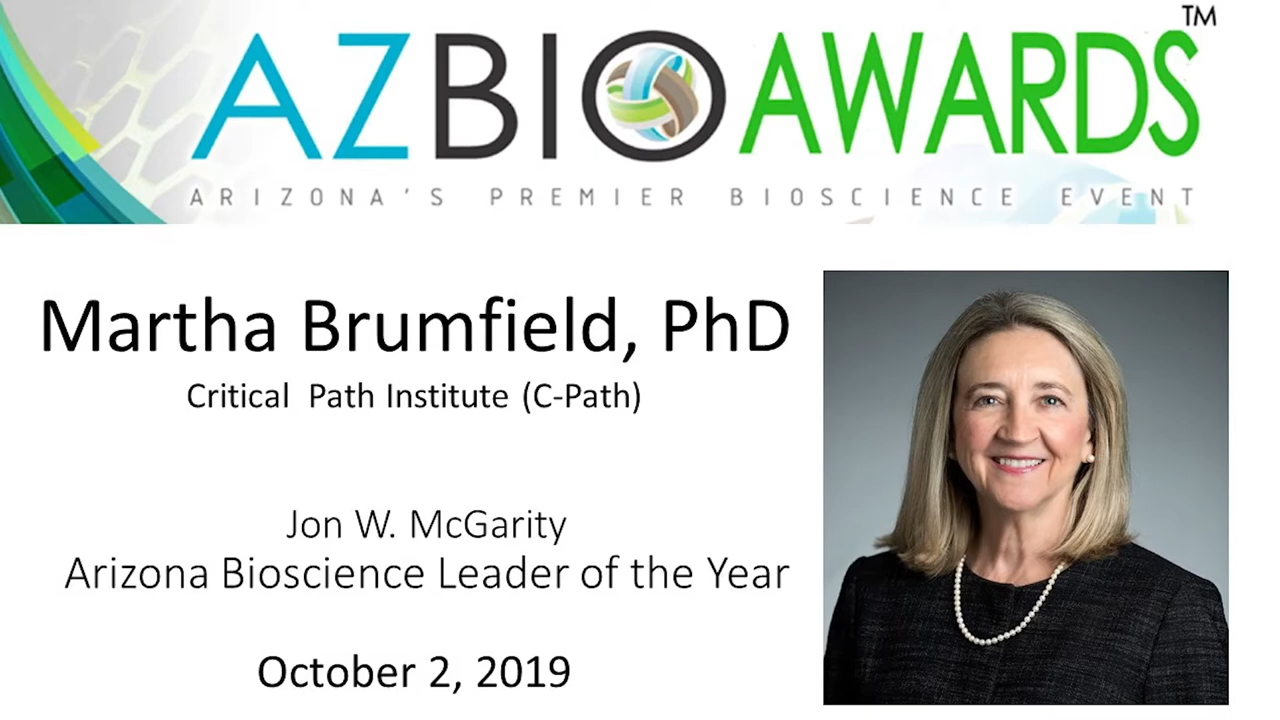 AZBIO AWARDS™
ARIZONA'S PREMIER BIOSCIENCE EVENT
Martha Brumfield, PhD
Critical Path Institute (C-Path)
Jon W. McGarity
Arizona Bioscience Leader of the Year
October 2, 2019